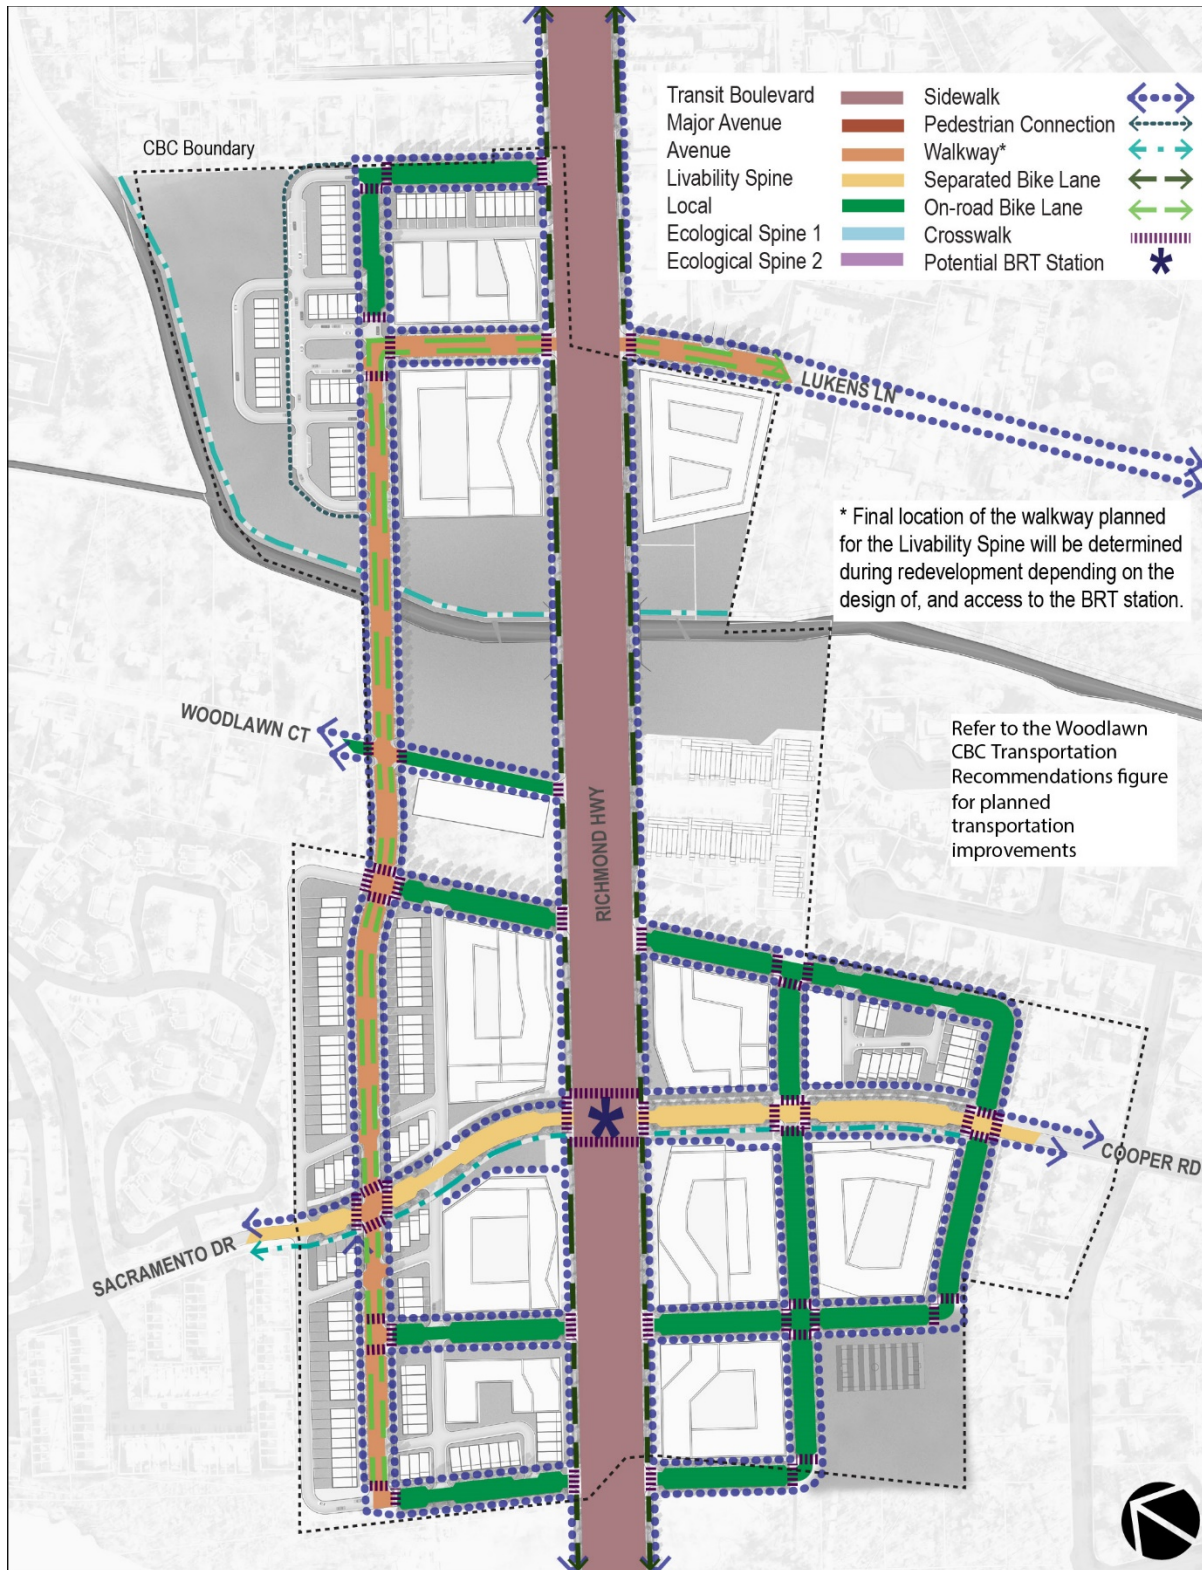 Transit Boulevard
Major Avenue
Avenue
Livability Spine
Local
Ecological Spine 1
Ecological Spine 2
Sidewalk
Pedestrian Connection
Walkway*
Separated Bike Lane
On-road Bike Lane
Crosswalk
Potential BRT Station
CBC Boundary
LUKENS LN
* Final location of the walkway planned
for the Livability Spine will be determined
during redevelopment depending on the
design of, and access to the BRT station.
WOODLAWN CT
Refer to the Woodlawn
CBC Transportation
Recommendations figure
for planned
transportation
improvements
RICHMOND HWY
COOPER RD
SACRAMENTO DR